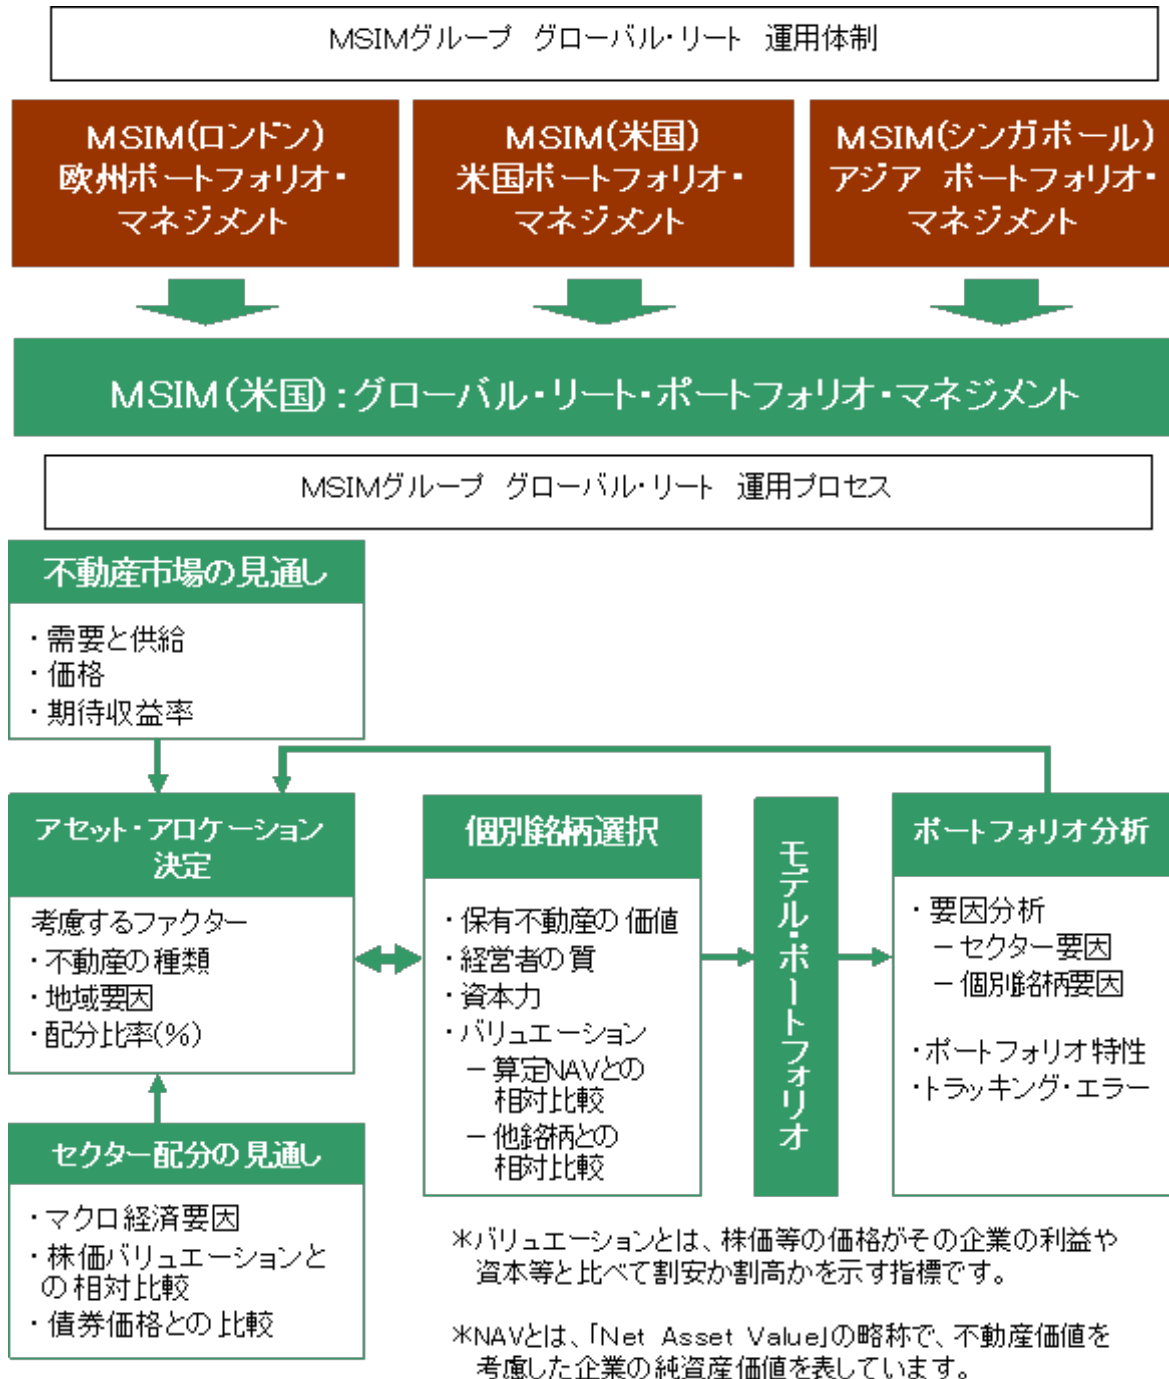 MSIMグループ グローバル・リート 運用体制
MSIM(ロンドン)
欧州ポートフォリオ・
マネジメント
MSIM(米国)
米国ポートフォリオ・
マネジメント
MSIM(シンガポール)
アジア ポートフォリオ・
マネジメント
MSIM(米国):グローバル・リート・ポートフォリオ・マネジメント
MSIMグループ グローバル・リート 運用プロセス
不動産市場の見通し
・需要と供給
・価格
・期待収益率
アセット・アロケーション
決定
考慮するファクター
・不動産の種類
・地域要因
・配分比率(%)
セクター配分の見通し
・マクロ経済要因
・株価バリュエーションと
の相対比較
・債券価格との比較
個別銘柄選択
・保有不動産の価値
・経営者の質
・資本力
・バリュエーション
－算定NAVとの
相対比較
－他銘柄との
相対比較
モデル・ポートフォリオ
ポートフォリオ分析
・要因分析
－セクター要因
－個別銘柄要因
・ポートフォリオ特性
・トラッキング・エラー
＊バリュエーションとは、株価等の価格がその企業の利益や
資本等と比べて割安か割高かを示す指標です。
＊NAVとは、「Net Asset Value」の略称で、不動産価値を
考慮した企業の純資産価値を表しています。